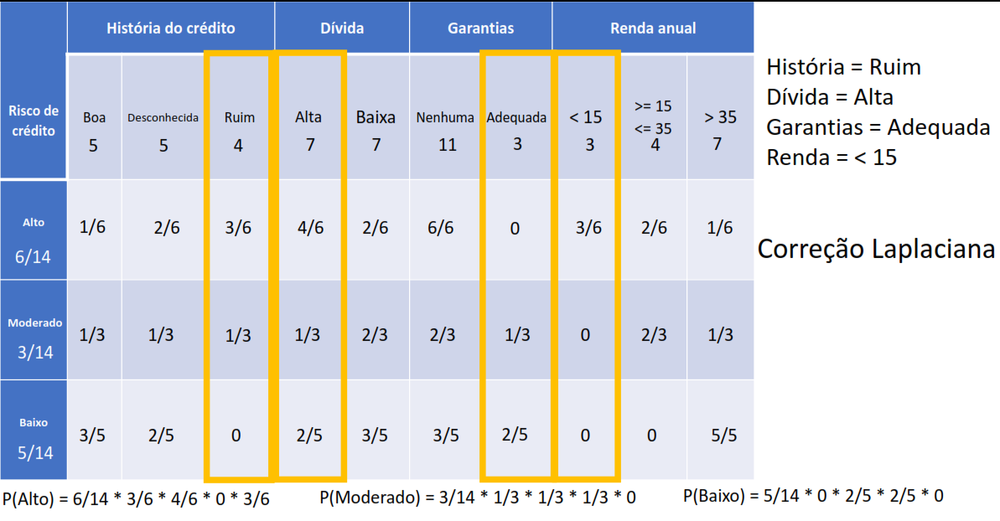 História do crédito Dívida Garantias Renda anual
Risco de crédito Boa 5 Desconhecida 5 Ruim 4 Alta 7 Baixa 7 Nenhuma 11 Adequada 3 < 15 3 >= 15 <= 35 4 > 35 7
Alto 6/14 1/6 2/6 3/6 4/6 2/6 6/6 0 3/6 2/6 1/6
Moderado 3/14 1/3 1/3 1/3 1/3 2/3 2/3 1/3 0 2/3 1/3
Baixo 5/14 3/5 2/5 0 2/5 3/5 3/5 2/5 0 0 5/5
História = Ruim
Dívida = Alta
Garantias = Adequada
Renda = < 15
Correção Laplaciana
P(Alto) = 6/14 * 3/6 * 4/6 * 0 * 3/6
P(Moderado) = 3/14 * 1/3 * 1/3 * 1/3 * 0
P(Baixo) = 5/14 * 0 * 2/5 * 2/5 * 0